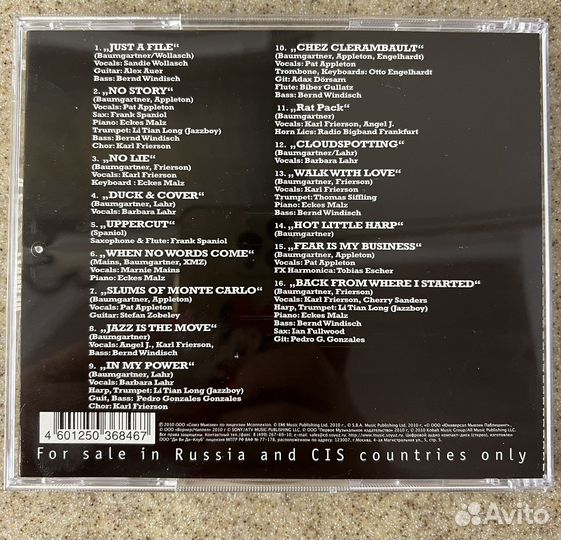 1. „JUST A FILE“
(Baumgartner/Wollasch)
Vocals: Sandie Wollasch
Guitar: Alex Auer
Bass: Bernd Windisch
2. „NO STORY“
(Baumgartner, Appleton)
Vocals: Pat Appleton
Sax: Frank Spaniol
Piano: Eckes Malz
Trumpet: Li Tian Long (Jazzboy)
Bass: Bernd Windisch
Chor: Karl Frierson
3. „NO LIE“
(Baumgartner, Frierson)
Vocals: Karl Frierson
Keyboard : Eckes Malz
4. „DUCK & COVER“
(Baumgartner, Lahr)
Vocals: Barbara Lahr
5. „UPPERCUT“
(Spaniol)
Saxophone & Flute: Frank Spaniol
6. „WHEN NO WORDS COME“
(Mains, Baumgartner, XMZ)
Vocals: Marnie Mains
Piano: Eckes Malz
7. „SLUMS OF MONTE CARLO“
(Baumgartner, Appleton)
Vocals: Pat Appleton
Guitar: Stefan Zobeley
8. „JAZZ IS THE MOVE“
(Baumgartner)
Vocals: Angel J., Karl Frierson,
Bass: Bernd Windisch
9. „IN MY POWER“
(Baumgartner, Lahr)
Vocals: Barbara Lahr
Harp, Trumpet: Li Tian Long (Jazzboy)
Guit, Bass: Pedro Gonzales Gonzales
Chor: Karl Frierson
10. „CHEZ CLERAMBAULT“
(Baumgartner, Appleton, Engelhardt)
Vocals: Pat Appleton
Trombone, Keyboards: Otto Engelhardt
Git: Adax Dörsam
Flute: Biber Gullatz
Bass: Bernd Windisch
11. „Rat Pack“
(Baumgartner)
Vocals: Karl Frierson, Angel J.
Horn Lics: Radio Bigband Frankfurt
12. „CLOUDSPOTTING“
(Baumgartner/Lahr)
Vocals: Barbara Lahr
13. „WALK WITH LOVE“
(Baumgartner, Frierson)
Vocals: Karl Frierson
Trumpet: Thomas Siffling
Piano: Eckes Malz
Bass: Bernd Windisch
14. „HOT LITTLE HARP“
(Baumgartner)
15. „FEAR IS MY BUSINESS“
(Baumgartner, Appleton)
Vocals: Pat Appleton
FX Harmonica: Tobias Escher
16. „BACK FROM WHERE I STARTED“
(Baumgartner, Frierson)
Vocals: Karl Frierson, Cherry Sanders
Harp, Trumpet: Li Tian Long (Jazzboy)
Piano: Eckes Malz
Bass: Bernd Windisch
Sax: Ian Fullwood
Git: Pedro G. Gonzales
4 601250 368467
For sale in Russia and CIS countries only
Avito